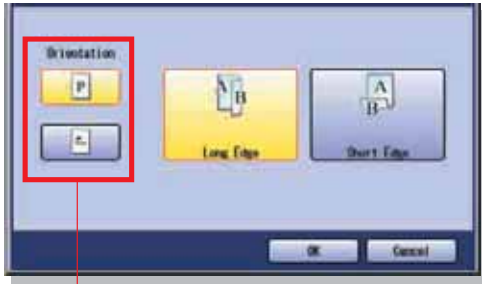 Orientation
P
A B
A
B
Long Edge
Short Edge
OK Cancel